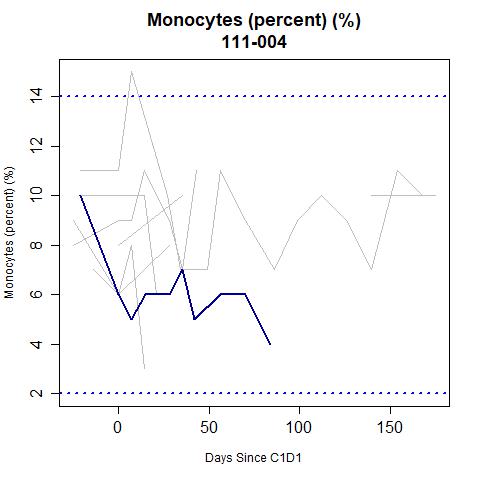 Monocytes (percent) (%)
111-004
Monocytes (percent) (%)
14
12
10
8
6
4
2
0 50 100 150
Days Since C1D1